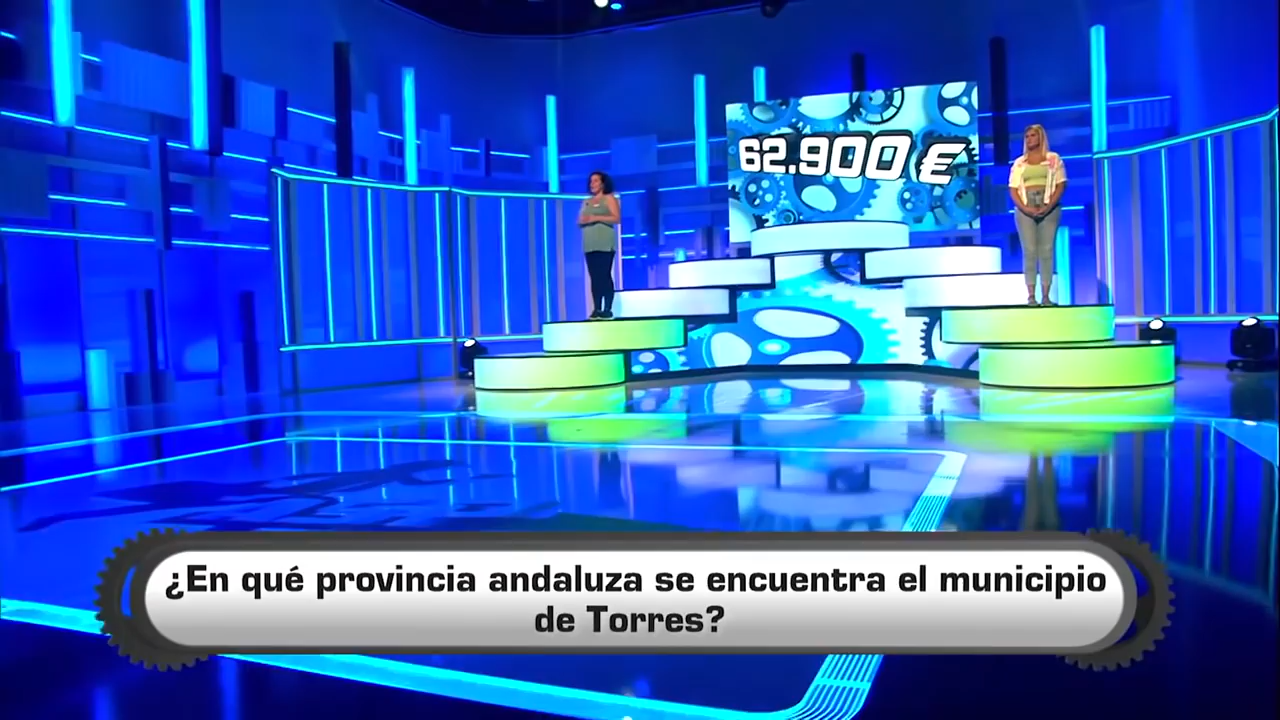 62.900 €
¿En qué provincia andaluza se encuentra el municipio
de Torres?